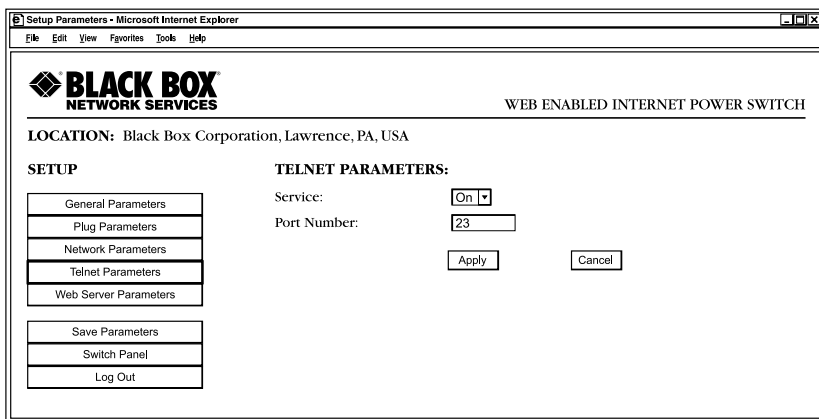 Setup Parameters - Microsoft Internet Explorer
File Edit View Favorites Tools Help
BLACK BOX®
NETWORK SERVICES
WEB ENABLED INTERNET POWER SWITCH
LOCATION: Black Box Corporation, Lawrence, PA, USA
SETUP
General Parameters
Plug Parameters
Network Parameters
Telnet Parameters
Web Server Parameters
Save Parameters
Switch Panel
Log Out
TELNET PARAMETERS:
Service: On
Port Number: 23
Apply Cancel